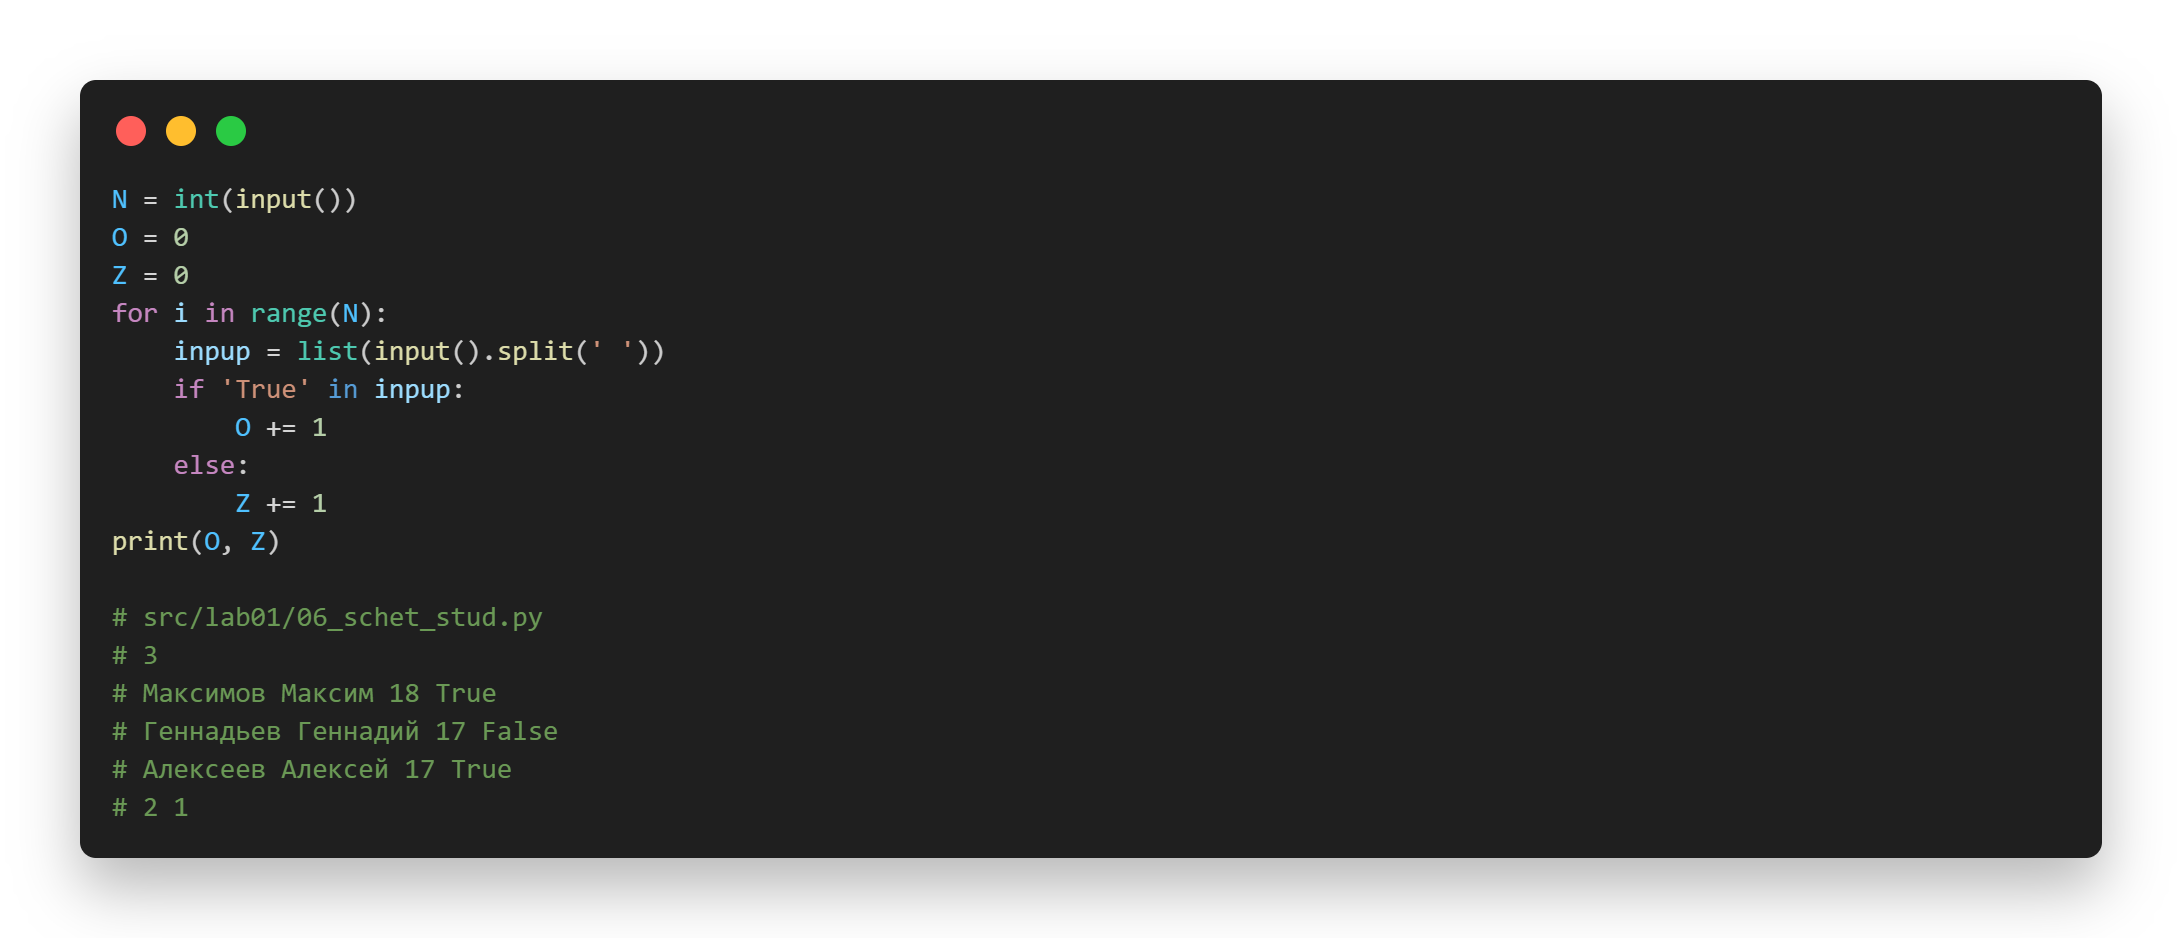 N = int(input())
O = 0
Z = 0
for i in range(N):
    inpup = list(input().split(' '))
    if 'True' in inpup:
        O += 1
    else:
        Z += 1
print(O, Z)

# src/lab01/06_schet_stud.py
# 3
# Максимов Максим 18 True
# Геннадьев Геннадий 17 False
# Алексеев Алексей 17 True
# 2 1